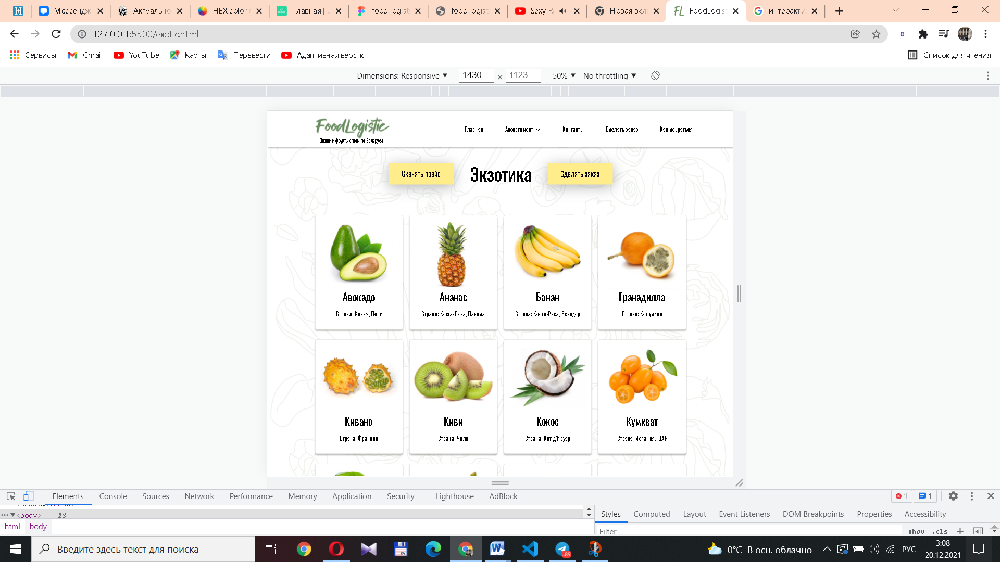 Мессендж
Актуально
HEX color
Главная | С
food logist
food logist
Sexy Ra
Новая вкл
FoodLogist
интеракти
127.0.0.1:5500/exotic.html
Сервисы
Gmail
YouTube
Карты
Перевести
Адаптивная верстк...
Список для чтения
Dimensions: Responsive ▼ 1430 × 1123 50% ▼ No throttling ▼
FoodLogistic
Овощи и фрукты оптом по Беларуси
Главная
Ассортимент
Контакты
Сделать заказ
Как добраться
Скачать прайс
Экзотика
Сделать заказ
Авокадо
Страна: Кения, Перу
Ананас
Страна: Коста-Рика, Панама
Банан
Страна: Коста-Рика, Эквадор
Гранадилла
Страна: Колумбия
Кивано
Страна: Франция
Киви
Страна: Чили
Кокос
Страна: Кот-д'Ивуар
Кумкват
Страна: Испания, ЮАР
Elements Console Sources Network Performance Memory Application Security Lighthouse AdBlock
1 1
<body> == $0
html body
Styles Computed Layout Event Listeners DOM Breakpoints Properties Accessibility
Filter
:hov .cls
Введите здесь текст для поиска
64
.89
0°C В осн. облачно
РУС
3:08
20.12.2021